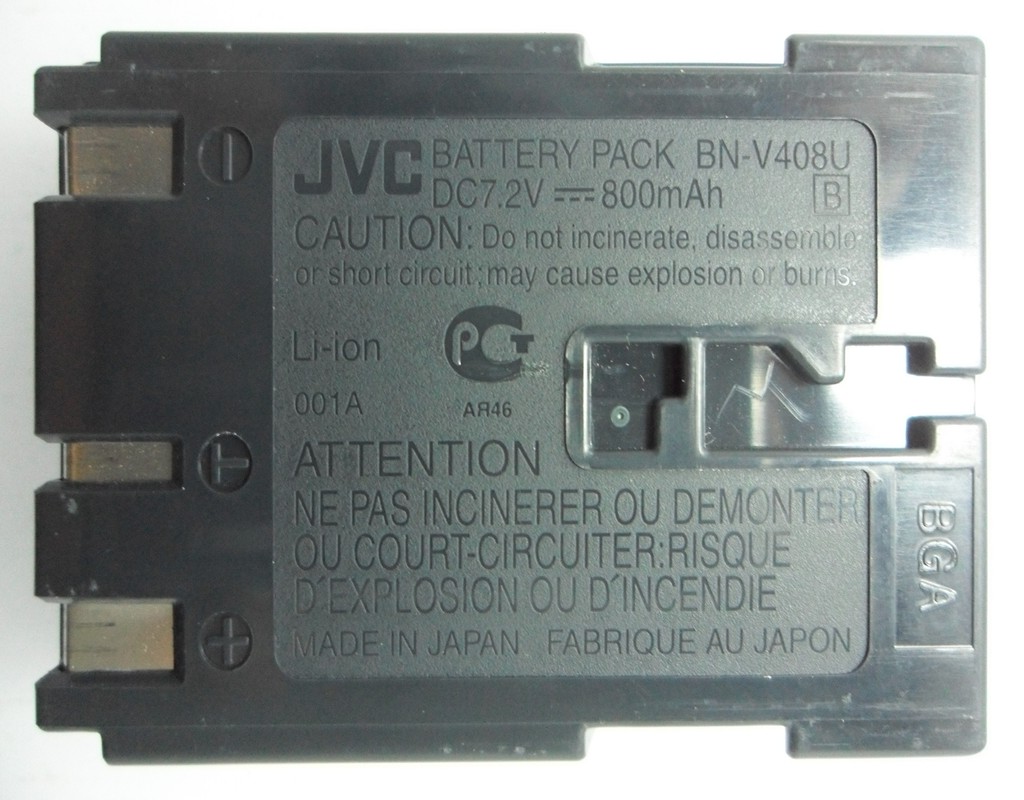 JVC BATTERY PACK BN-V408U
DC7.2V ⎓ 800mAh B
CAUTION: Do not incinerate, disassemble
or short circuit; may cause explosion or burns.
Li-ion PCT
001A АЯ46
ATTENTION
NE PAS INCINERER OU DEMONTER
OU COURT-CIRCUITER:RISQUE
D'EXPLOSION OU D'INCENDIE
MADE IN JAPAN FABRIQUE AU JAPON
BGA
− T +